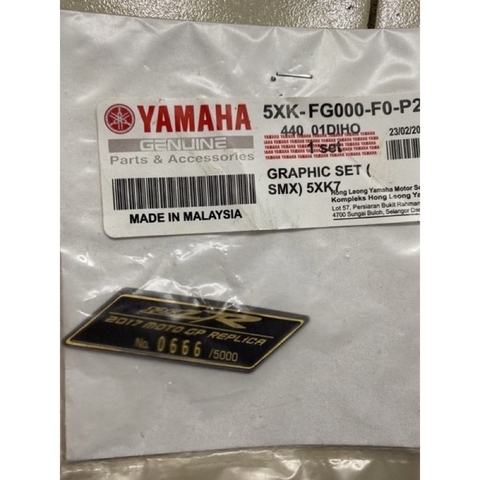 YAMAHA
GENUINE
Parts & Accessories
MADE IN MALAYSIA
5XK-FG000-F0-P2
440 01DIHO
23/02/20
1 set
GRAPHIC SET (
SMX) 5XK7
Hong Leong Yamaha Motor Se
Kompleks Hong Leong Ya
Lot 57, Persiaran Bukit Rahman
4700 Sungai Buloh, Selangor
2017 MOTO GP REPLICA
No. 0666 /5000